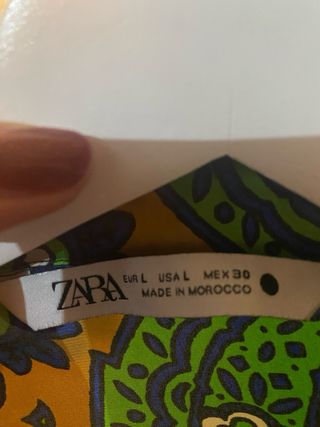 ZARA EUR L USA L MEX 30
MADE IN MOROCCO